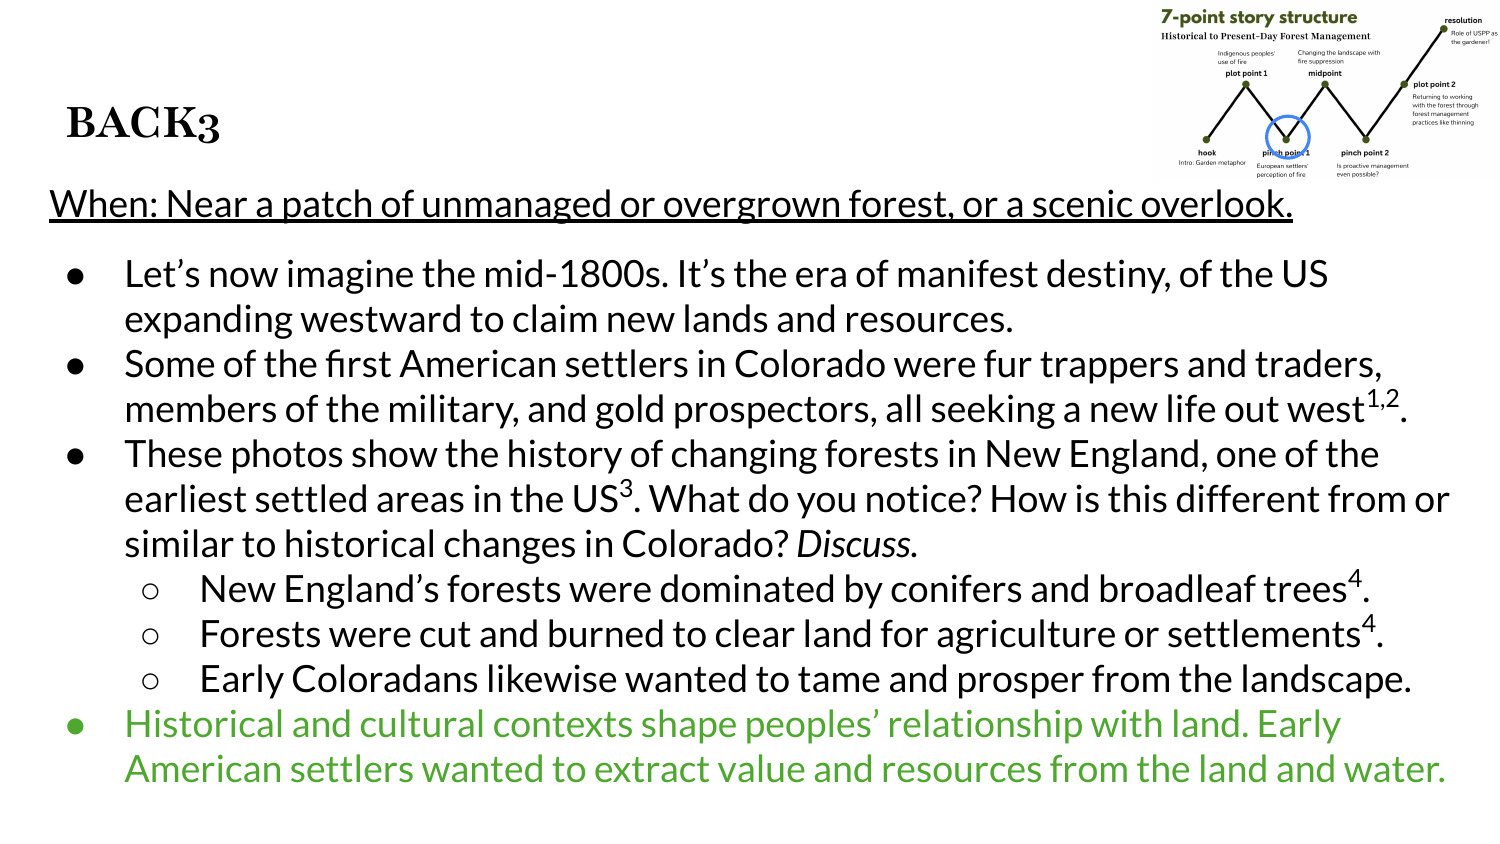 7-point story structure
Historical to Present-Day Forest Management
resolution
Role of USPP as
the gardener!
Indigenous peoples'
use of fire
plot point 1
Changing the landscape with
fire suppression
midpoint
plot point 2
Returning to working
with the forest through
forest management
practices like thinning
hook
Intro: Garden metaphor
pinch point 1
European settlers'
perception of fire
pinch point 2
Is proactive management
even possible?
BACK3
When: Near a patch of unmanaged or overgrown forest, or a scenic overlook.
● Let’s now imagine the mid-1800s. It’s the era of manifest destiny, of the US
expanding westward to claim new lands and resources.
● Some of the first American settlers in Colorado were fur trappers and traders,
members of the military, and gold prospectors, all seeking a new life out west1,2.
● These photos show the history of changing forests in New England, one of the
earliest settled areas in the US3. What do you notice? How is this different from or
similar to historical changes in Colorado? Discuss.
○ New England’s forests were dominated by conifers and broadleaf trees4.
○ Forests were cut and burned to clear land for agriculture or settlements4.
○ Early Coloradans likewise wanted to tame and prosper from the landscape.
● Historical and cultural contexts shape peoples’ relationship with land. Early
American settlers wanted to extract value and resources from the land and water.